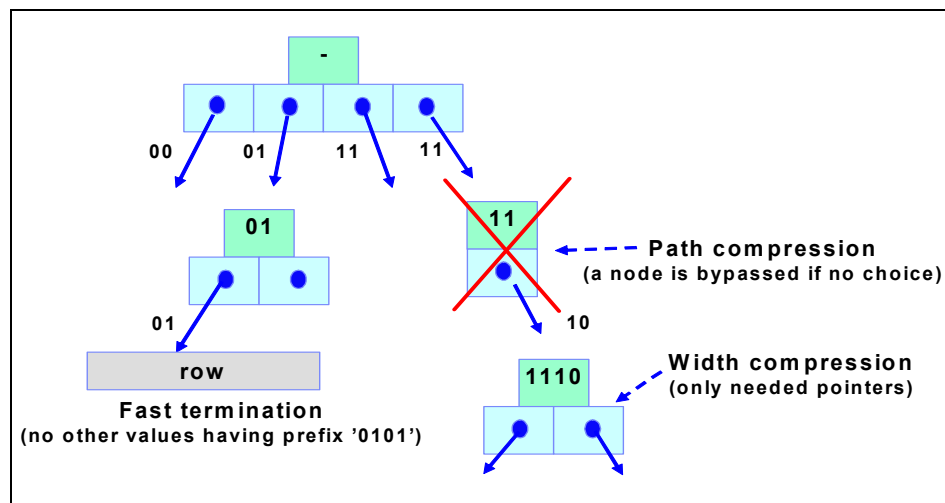 -
00
01
11
11
01
11
Path compression
(a node is bypassed if no choice)
01
10
row
1110
Width compression
(only needed pointers)
Fast termination
(no other values having prefix ’0101’)